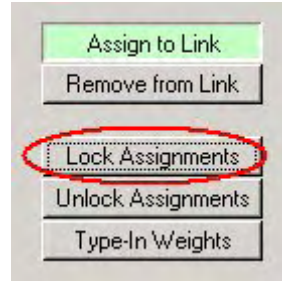 Assign to Link
Remove from Link
Lock Assignments
Unlock Assignments
Type-In Weights